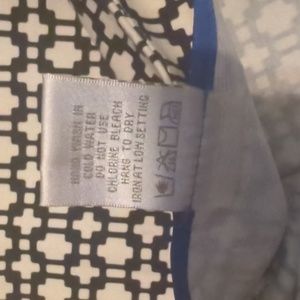 HAND WASH IN
COLD WATER
DO NOT USE
CHLORINE BLEACH
HANG TO DRY
IRON AT LOW SETTING